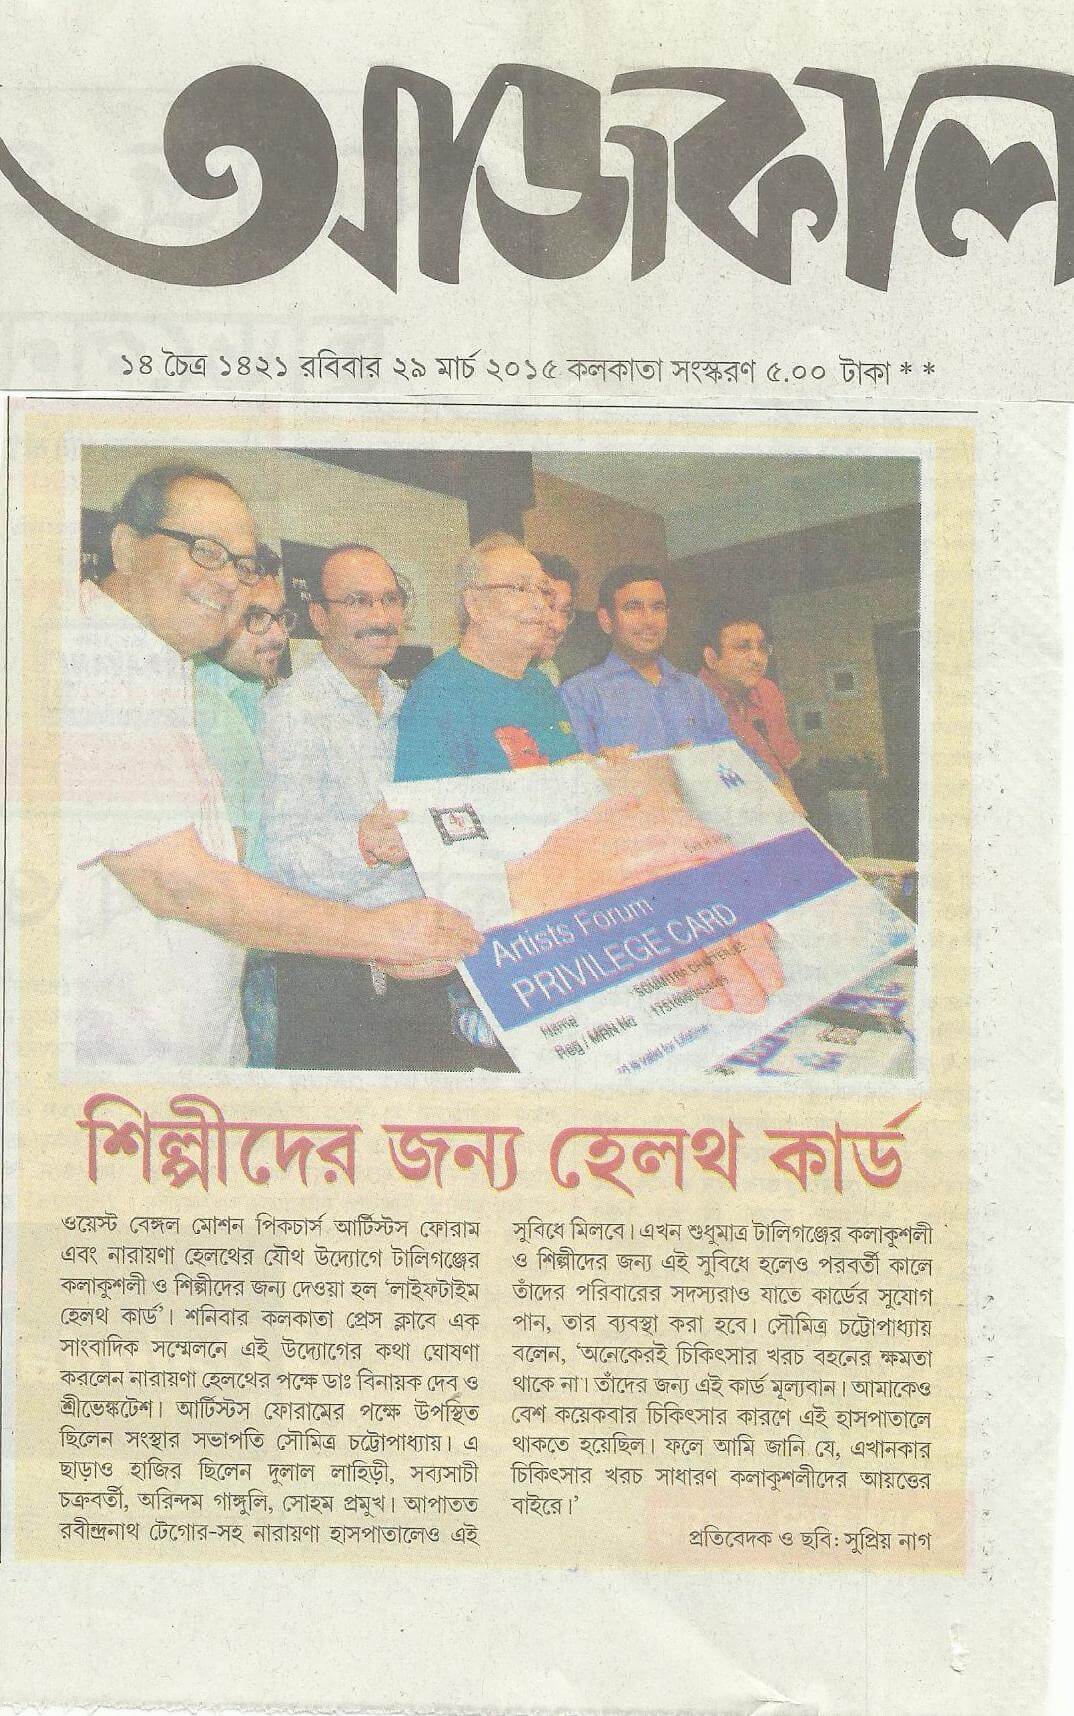 আজকাল
১৪ চৈত্র ১৪২১ রবিবার ২৯ মার্চ ২০১৫ কলকাতা সংস্করণ ৫.০০ টাকা * *
Artists Forum
PRIVILEGE CARD
Name SOUMITRA CHATTERJEE
Reg / MRN No
is valid for Lifetime
শিল্পীদের জন্য হেলথ কার্ড
ওয়েস্ট বেঙ্গল মোশন পিকচার্স আর্টিস্টস ফোরাম
এবং নারায়ণা হেলথের যৌথ উদ্যোগে টালিগঞ্জের
কলাকুশলী ও শিল্পীদের জন্য দেওয়া হল ‘লাইফটাইম
হেলথ কার্ড’। শনিবার কলকাতা প্রেস ক্লাবে এক
সাংবাদিক সম্মেলনে এই উদ্যোগের কথা ঘোষণা
করলেন নারায়ণা হেলথের পক্ষে ডাঃ বিনায়ক দেব ও
শ্রীভেঙ্কটেশ। আর্টিস্টস ফোরামের পক্ষে উপস্থিত
ছিলেন সংস্থার সভাপতি সৌমিত্র চট্টোপাধ্যায়। এ
ছাড়াও হাজির ছিলেন দুলাল লাহিড়ী, সব্যসাচী
চক্রবর্তী, অরিন্দম গাঙ্গুলি, সোহম প্রমুখ। আপাতত
রবীন্দ্রনাথ টেগোর-সহ নারায়ণা হাসপাতালেও এই
সুবিধে মিলবে। এখন শুধুমাত্র টালিগঞ্জের কলাকুশলী
ও শিল্পীদের জন্য এই সুবিধে হলেও পরবর্তী কালে
তাঁদের পরিবারের সদস্যরাও যাতে কার্ডের সুযোগ
পান, তার ব্যবস্থা করা হবে। সৌমিত্র চট্টোপাধ্যায়
বলেন, ‘অনেকেরই চিকিৎসার খরচ বহনের ক্ষমতা
থাকে না। তাঁদের জন্য এই কার্ড মূল্যবান। আমাকেও
বেশ কয়েকবার চিকিৎসার কারণে এই হাসপাতালে
থাকতে হয়েছিল। ফলে আমি জানি যে, এখানকার
চিকিৎসার খরচ সাধারণ কলাকুশলীদের আয়ত্তের
বাইরে।’
প্রতিবেদক ও ছবি: সুপ্রিয় নাগ